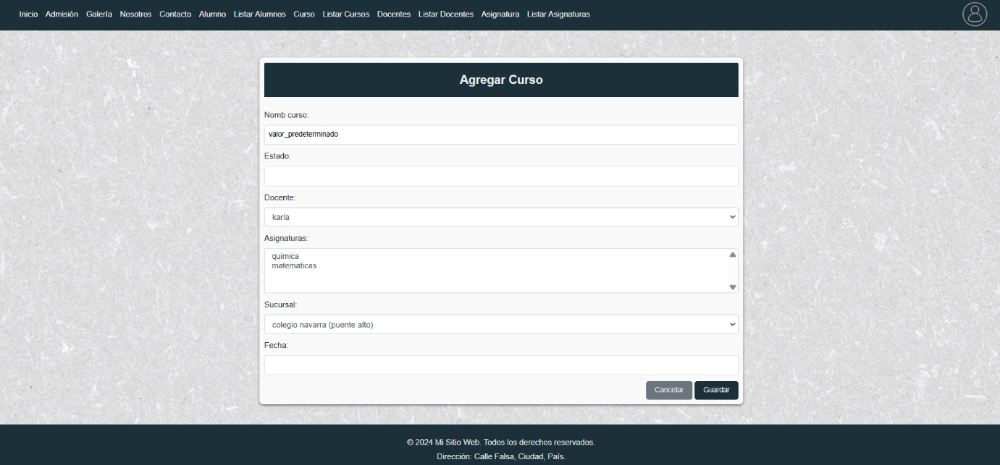 Inicio Admisión Galería Nosotros Contacto Alumno Listar Alumnos Curso Listar Cursos Docentes Listar Docentes Asignatura Listar Asignaturas
Agregar Curso
Nomb curso:
valor_predeterminado
Estado:
Docente:
karla
Asignaturas:
quimica
matematicas
Sucursal:
colegio navarra (puente alto)
Fecha:
Cancelar Guardar
© 2024 Mi Sitio Web. Todos los derechos reservados.
Dirección: Calle Falsa, Ciudad, País.